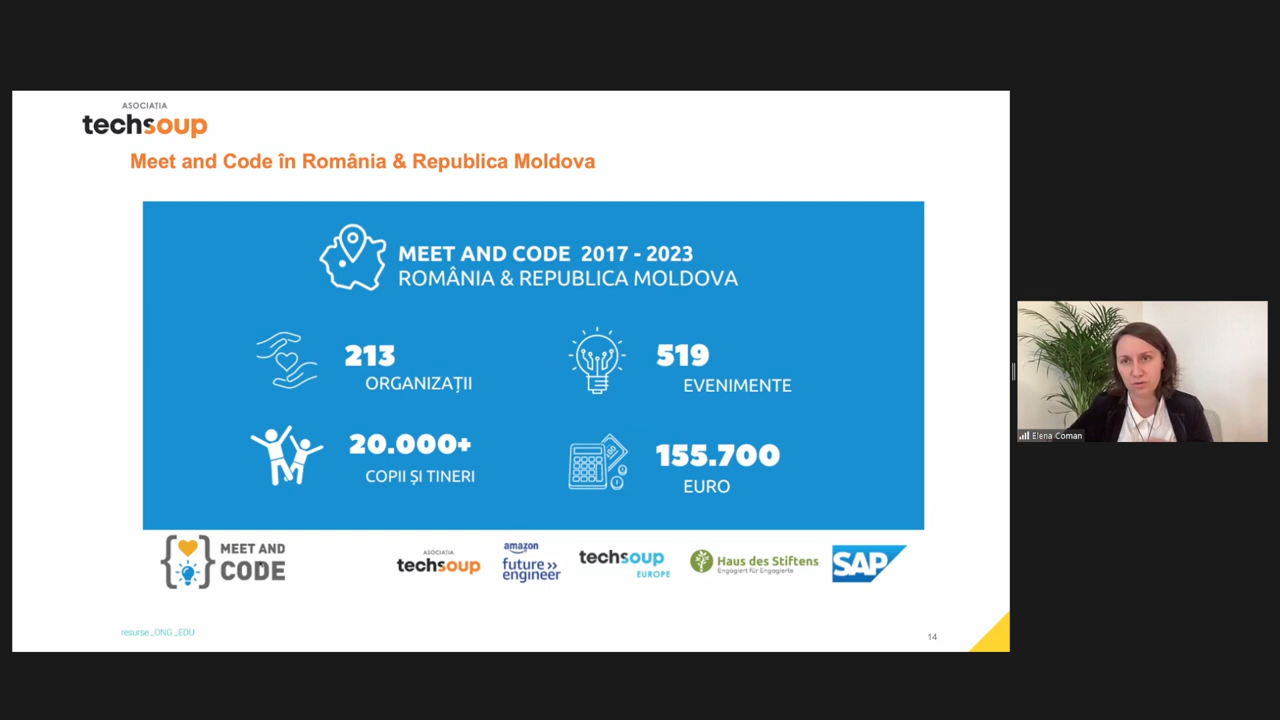 ASOCIAȚIA
techsoup
Meet and Code în România & Republica Moldova
MEET AND CODE 2017 - 2023
ROMÂNIA & REPUBLICA MOLDOVA
213
ORGANIZAȚII
519
EVENIMENTE
20.000+
COPII ȘI TINERI
155.700
EURO
MEET AND
CODE
ASOCIAȚIA
techsoup
amazon
future
engineer
techsoup
EUROPE
Haus des Stiftens
Engagiert für Engagierte
SAP
resurse_ONG_EDU
14
Elena Coman